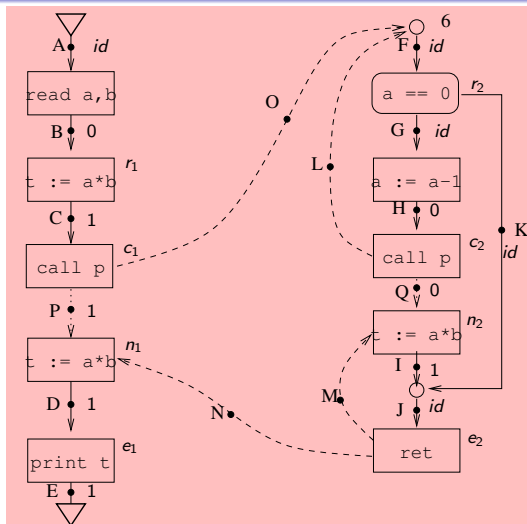 A id
read a,b
B 0
r1
t := a*b
C 1
c1
call p
P 1
n1
t := a*b
D 1
e1
print t
E 1
O
L
N
M
6
F id
r2
a == 0
G id
a := a-1
H 0
K
id
c2
call p
Q 0
n2
t := a*b
I 1
J id
e2
ret